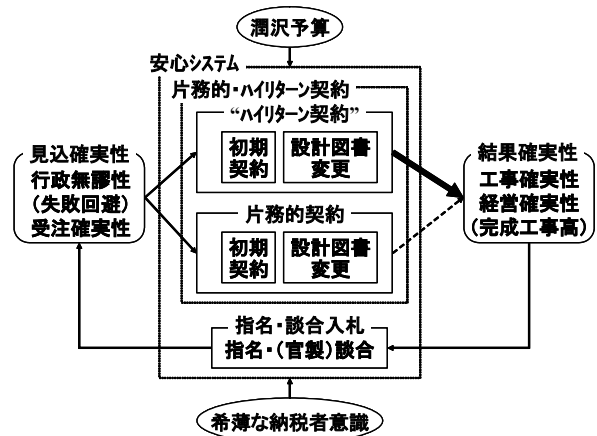 潤沢予算
安心システム
片務的・ハイリターン契約
“ハイリターン契約”
初期
契約
設計図書
変更
見込確実性
行政無謬性
(失敗回避)
受注確実性
結果確実性
工事確実性
経営確実性
(完成工事高)
片務的契約
初期
契約
設計図書
変更
指名・談合入札
指名・(官製)談合
希薄な納税者意識